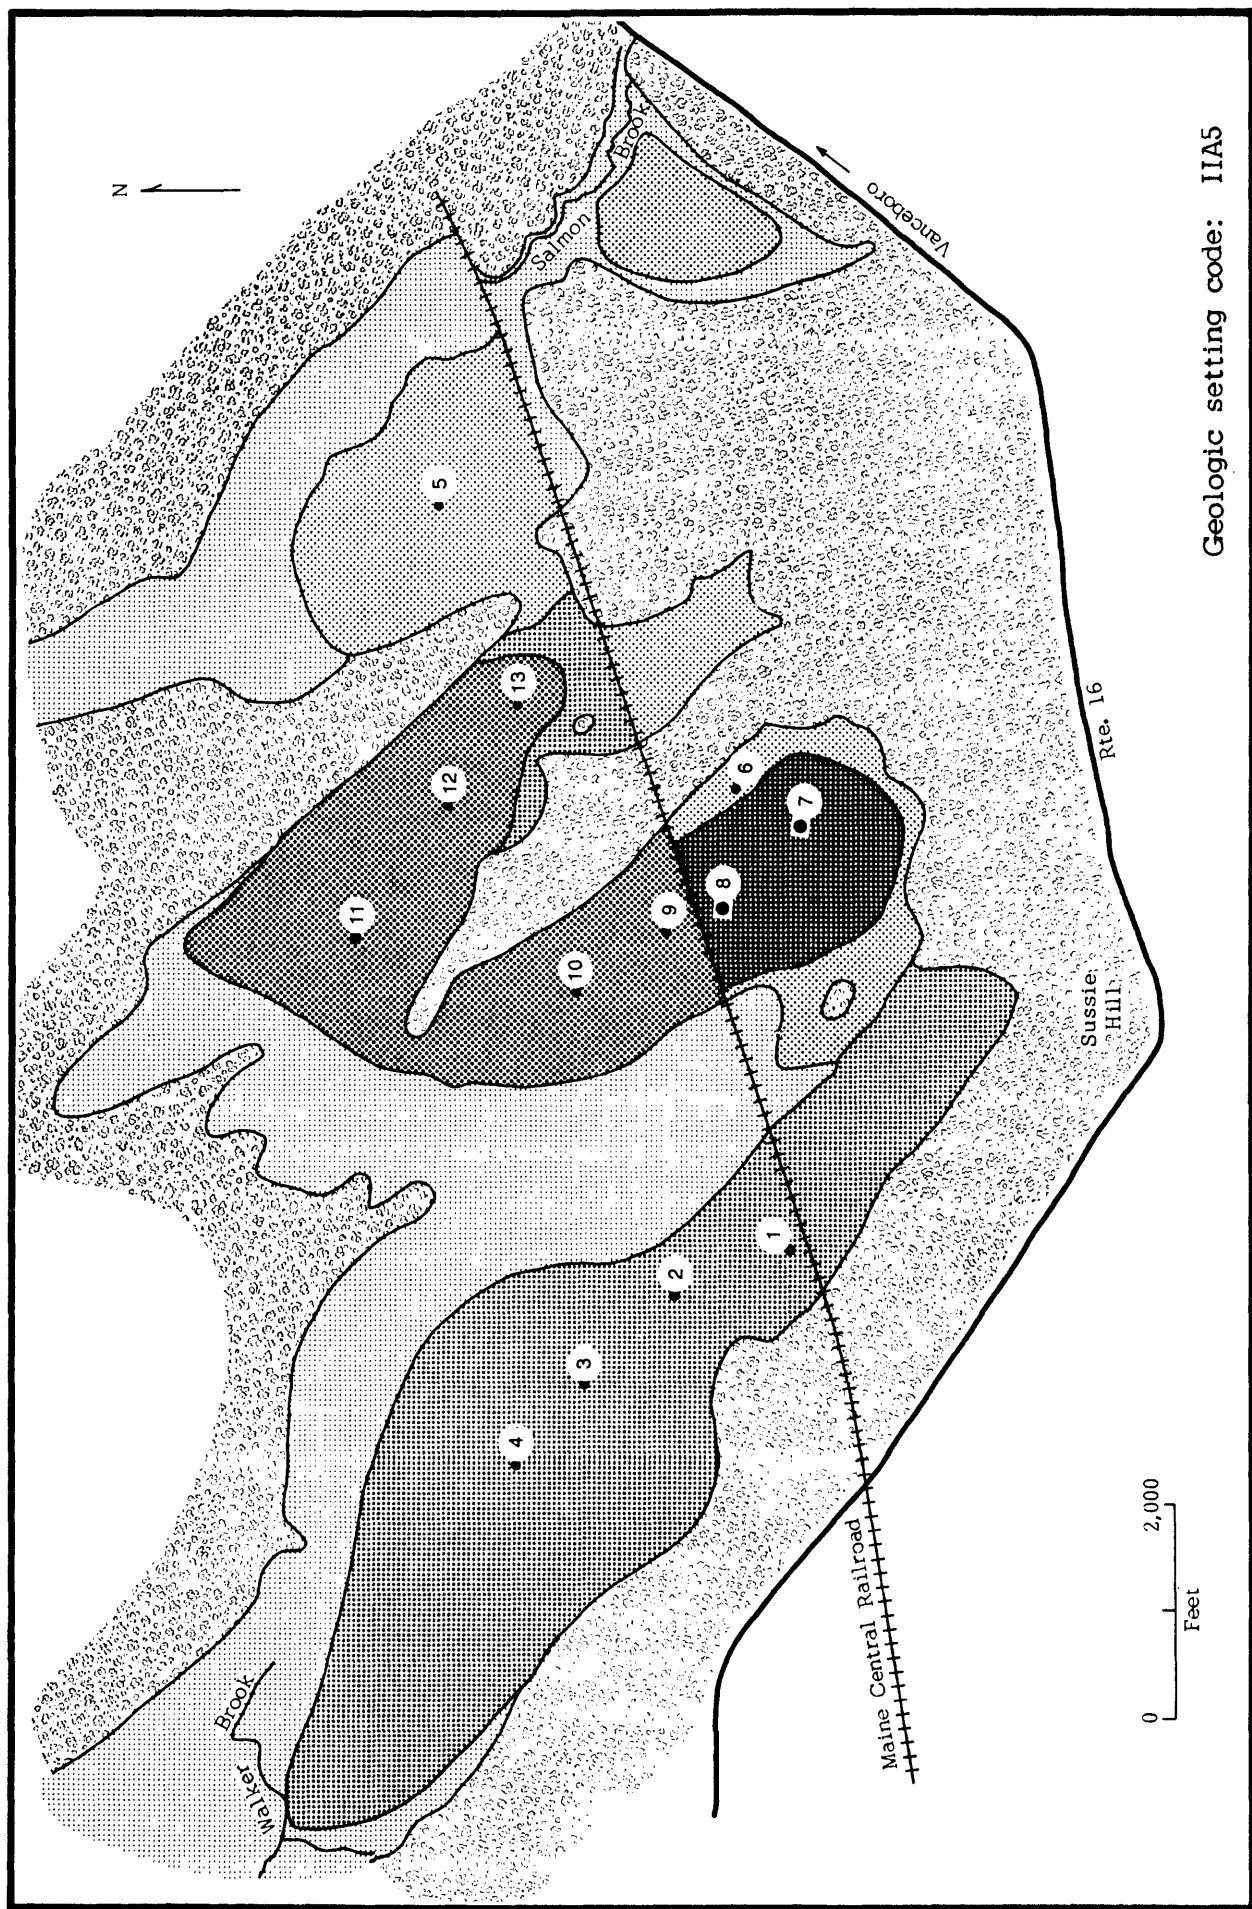 N
Salmon
Brook
Vanceboro
5
13
12
11
6
7
8
9
10
1
2
3
4
Rte. 16
Sussie
Hill
Brook
Walker
Maine Central Railroad
0
2,000
Feet
Geologic setting code: IIA5